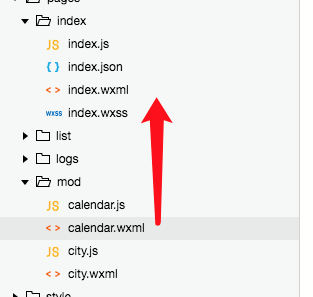 pages
index
JS index.js
{ } index.json
< > index.wxml
wxss index.wxss
list
logs
mod
JS calendar.js
< > calendar.wxml
JS city.js
< > city.wxml
style